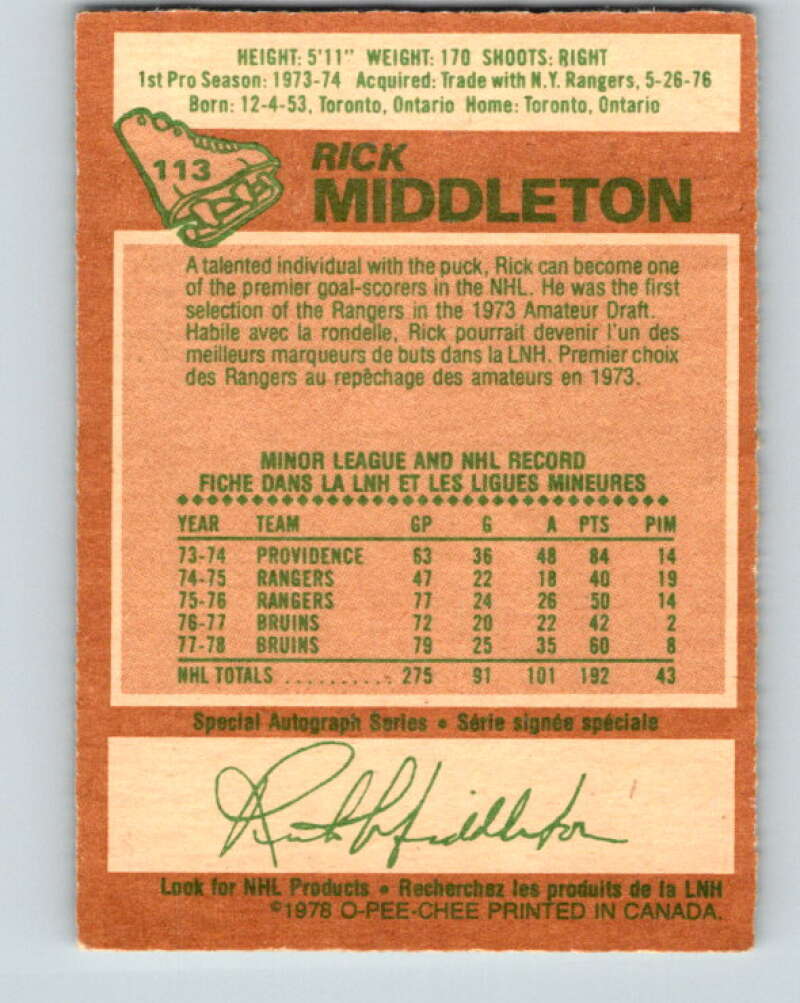 HEIGHT: 5'11" WEIGHT: 170 SHOOTS: RIGHT
1st Pro Season: 1973-74 Acquired: Trade with N.Y. Rangers, 5-26-76
Born: 12-4-53, Toronto, Ontario Home: Toronto, Ontario
113
RICK
MIDDLETON
A talented individual with the puck, Rick can become one
of the premier goal-scorers in the NHL. He was the first
selection of the Rangers in the 1973 Amateur Draft.
Habile avec la rondelle, Rick pourrait devenir l'un des
meilleurs marqueurs de buts dans la LNH. Premier choix
des Rangers au repêchage des amateurs en 1973.
MINOR LEAGUE AND NHL RECORD
FICHE DANS LA LNH ET LES LIGUES MINEURES
YEAR TEAM GP G A PTS PIM
73-74 PROVIDENCE 63 36 48 84 14
74-75 RANGERS 47 22 18 40 19
75-76 RANGERS 77 24 26 50 14
76-77 BRUINS 72 20 22 42 2
77-78 BRUINS 79 25 35 60 8
NHL TOTALS .......... 275 91 101 192 43
Special Autograph Series • Série signée spéciale
Rick Middleton
Look for NHL Products • Recherchez les produits de la LNH
©1978 O-PEE-CHEE PRINTED IN CANADA.